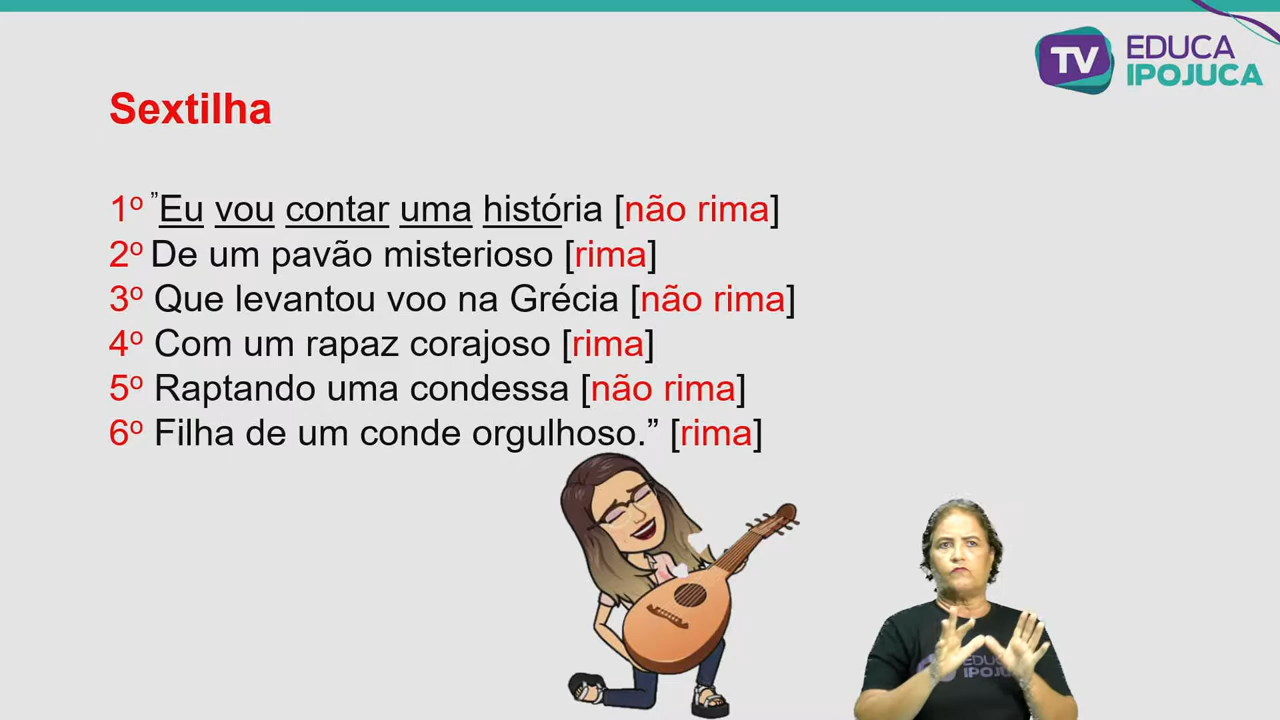 TV EDUCA
IPOJUCA
Sextilha
1º ”Eu vou contar uma história [não rima]
2º De um pavão misterioso [rima]
3º Que levantou voo na Grécia [não rima]
4º Com um rapaz corajoso [rima]
5º Raptando uma condessa [não rima]
6º Filha de um conde orgulhoso.” [rima]
EDUCA
IPOJUCA